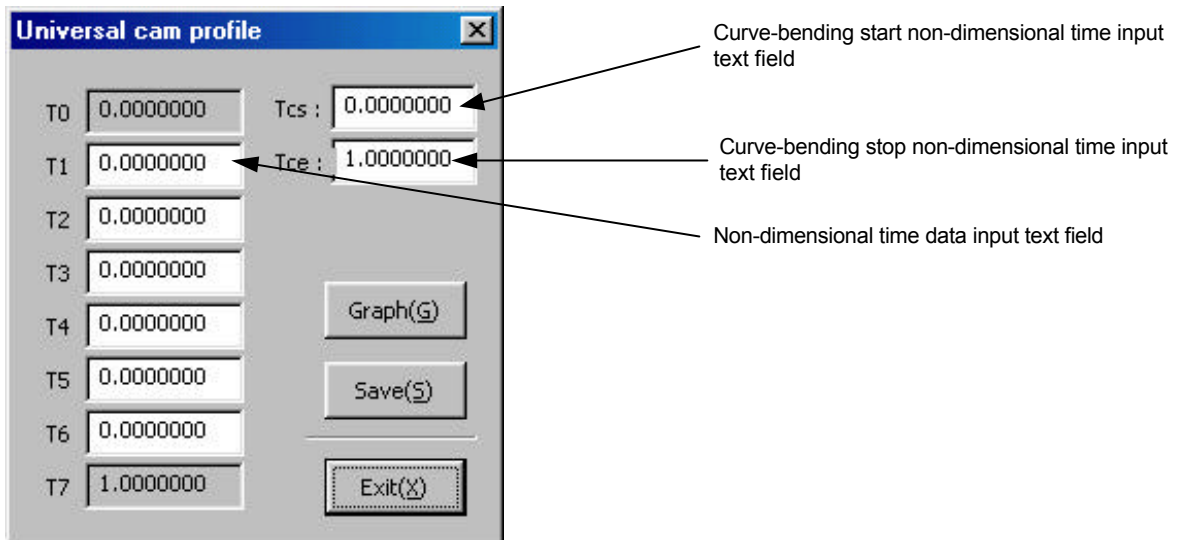 Universal cam profile
T0 0.0000000
T1 0.0000000
T2 0.0000000
T3 0.0000000
T4 0.0000000
T5 0.0000000
T6 0.0000000
T7 1.0000000
Tcs : 0.0000000
Tce : 1.0000000
Graph(G)
Save(S)
Exit(X)
Curve-bending start non-dimensional time input
text field
Curve-bending stop non-dimensional time input
text field
Non-dimensional time data input text field